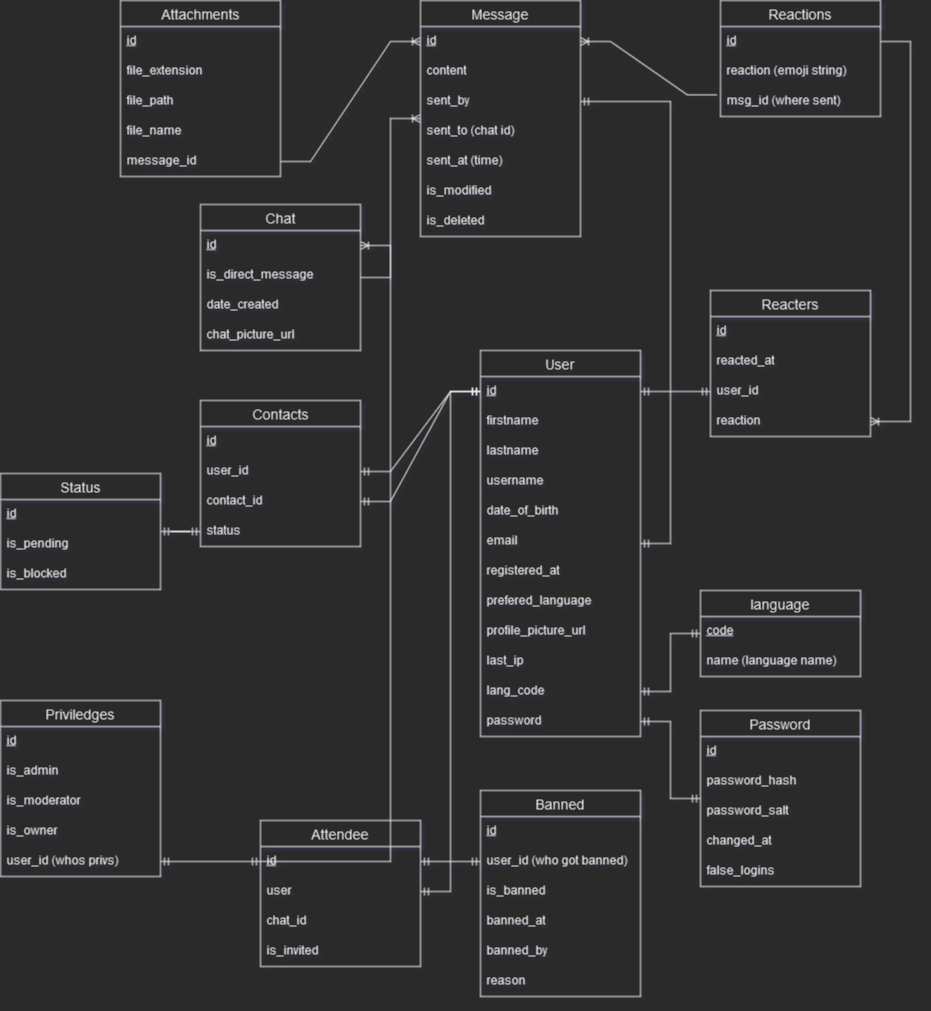 Attachments
id
file_extension
file_path
file_name
message_id
Message
id
content
sent_by
sent_to (chat id)
sent_at (time)
is_modified
is_deleted
Reactions
id
reaction (emoji string)
msg_id (where sent)
Chat
id
is_direct_message
date_created
chat_picture_url
Reacters
id
reacted_at
user_id
reaction
User
id
firstname
lastname
username
date_of_birth
email
registered_at
prefered_language
profile_picture_url
last_ip
lang_code
password
Contacts
id
user_id
contact_id
status
Status
id
is_pending
is_blocked
language
code
name (language name)
Priviledges
id
is_admin
is_moderator
is_owner
user_id (whos privs)
Password
id
password_hash
password_salt
changed_at
false_logins
Attendee
id
user
chat_id
is_invited
Banned
id
user_id (who got banned)
is_banned
banned_at
banned_by
reason